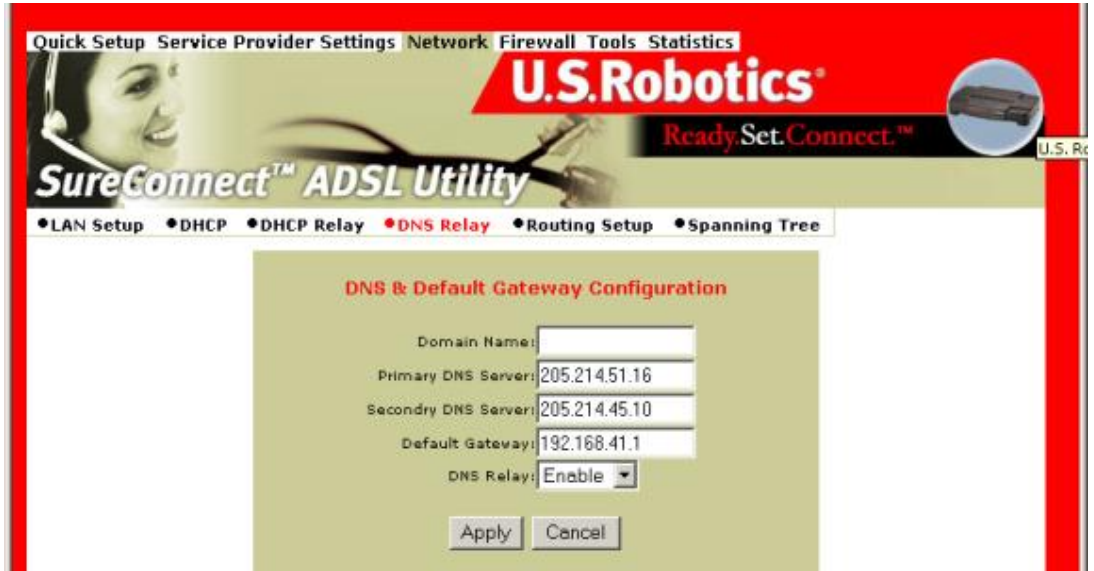 Quick Setup Service Provider Settings Network Firewall Tools Statistics
U.S.Robotics®
Ready.Set.Connect.™
U.S. Ro
SureConnect™ ADSL Utility
•LAN Setup •DHCP •DHCP Relay •DNS Relay •Routing Setup •Spanning Tree
DNS & Default Gateway Configuration
Domain Name:
Primary DNS Server: 205.214.51.16
Secondry DNS Server: 205.214.45.10
Default Gateway: 192.168.41.1
DNS Relay: Enable
Apply Cancel